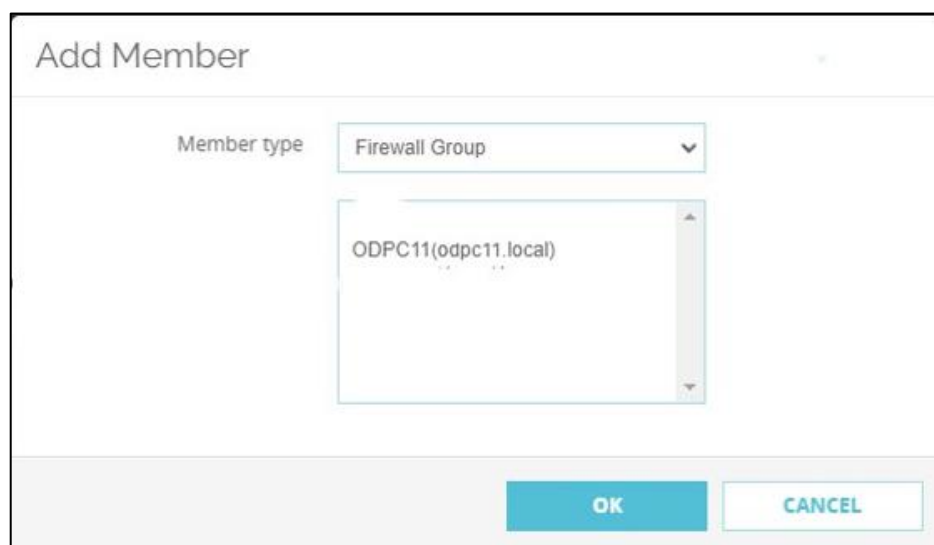 Add Member
Member type
Firewall Group
ODPC11(odpc11.local)
OK
CANCEL